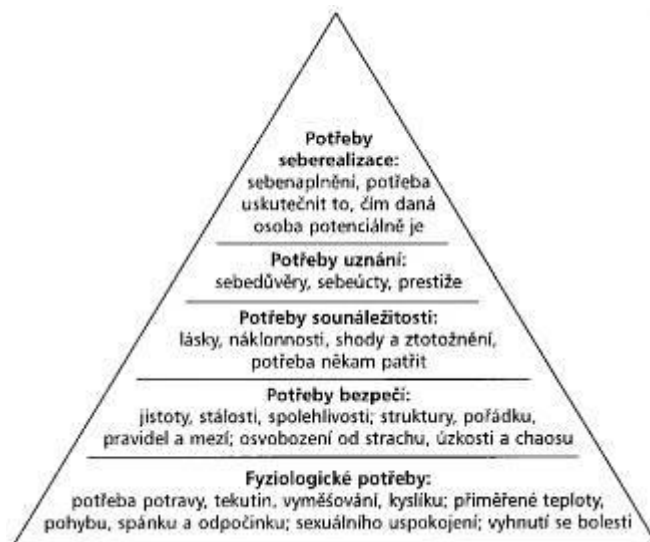 Potřeby
seberealizace:
sebenaplnění, potřeba
uskutečnit to, čím daná
osoba potenciálně je
Potřeby uznání:
sebedůvěry, sebeúcty, prestiže
Potřeby sounáležitosti:
lásky, náklonnosti, shody a ztotožnění,
potřeba někam patřit
Potřeby bezpečí:
jistoty, stálosti, spolehlivosti; struktury, pořádku,
pravidel a mezí; osvobození od strachu, úzkosti a chaosu
Fyziologické potřeby:
potřeba potravy, tekutin, vyměšování, kyslíku; přiměřené teploty,
pohybu, spánku a odpočinku; sexuálního uspokojení; vyhnutí se bolesti